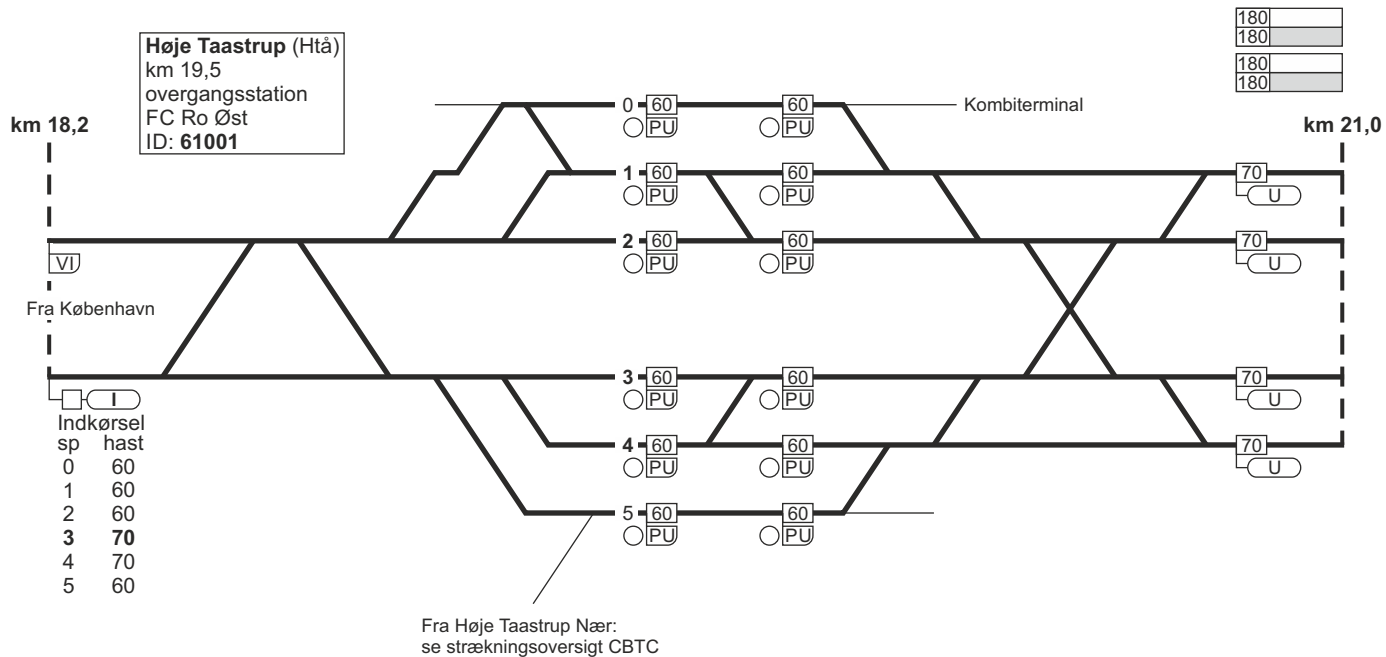 180
180
180
180
Høje Taastrup (Htå)
km 19,5
overgangsstation
FC Ro Øst
ID: 61001
km 18,2
km 21,0
0 60 60 Kombiterminal
PU PU
1 60 60 70
PU PU U
2 60 60 70
VI PU PU U
Fra København
3 60 60 70
I PU PU U
Indkørsel
sp hast
0 60
1 60
2 60
3 70
4 70
5 60
4 60 60 70
PU PU U
5 60 60
PU PU
Fra Høje Taastrup Nær:
se strækningsoversigt CBTC